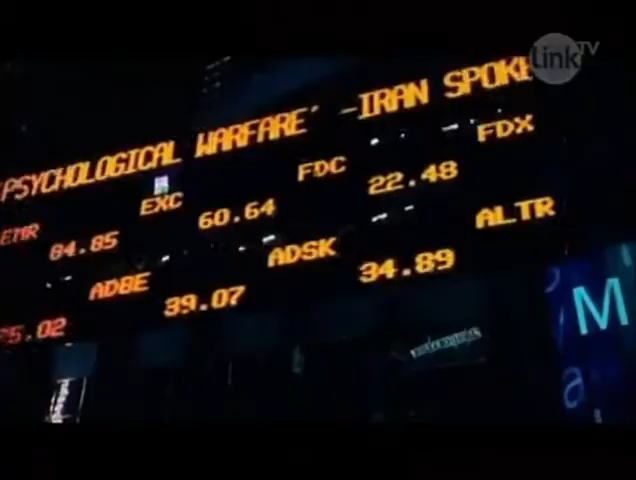 link TV
PSYCHOLOGICAL WARFARE' -IRAN SPOKE
EMR 84.85 EXC 60.64 FDC 22.48 FDX
5.02 ADBE 39.07 ADSK 34.89 ALTR
M
a